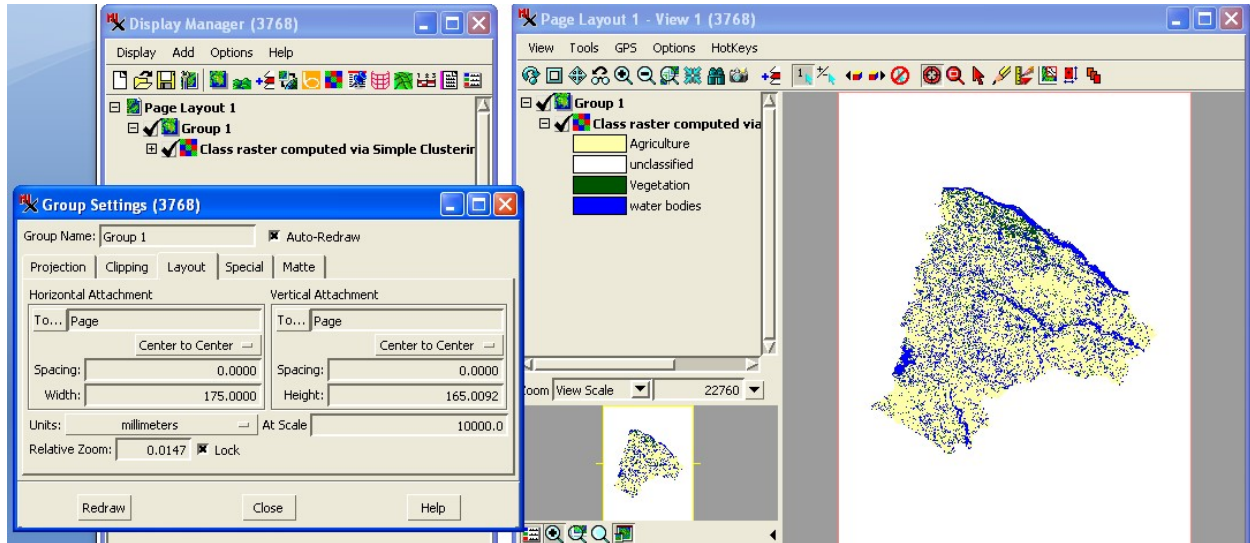 Display Manager (3768)
Display Add Options Help
Page Layout 1
Group 1
Class raster computed via Simple Clusterin
Group Settings (3768)
Group Name: Group 1 Auto-Redraw
Projection Clipping Layout Special Matte
Horizontal Attachment Vertical Attachment
To... Page To... Page
Center to Center Center to Center
Spacing: 0.0000 Spacing: 0.0000
Width: 175.0000 Height: 165.0092
Units: millimeters At Scale 10000.0
Relative Zoom: 0.0147 Lock
Redraw Close Help
Page Layout 1 - View 1 (3768)
View Tools GPS Options HotKeys
Group 1
Class raster computed via
Agriculture
unclassified
Vegetation
water bodies
oom View Scale 22760